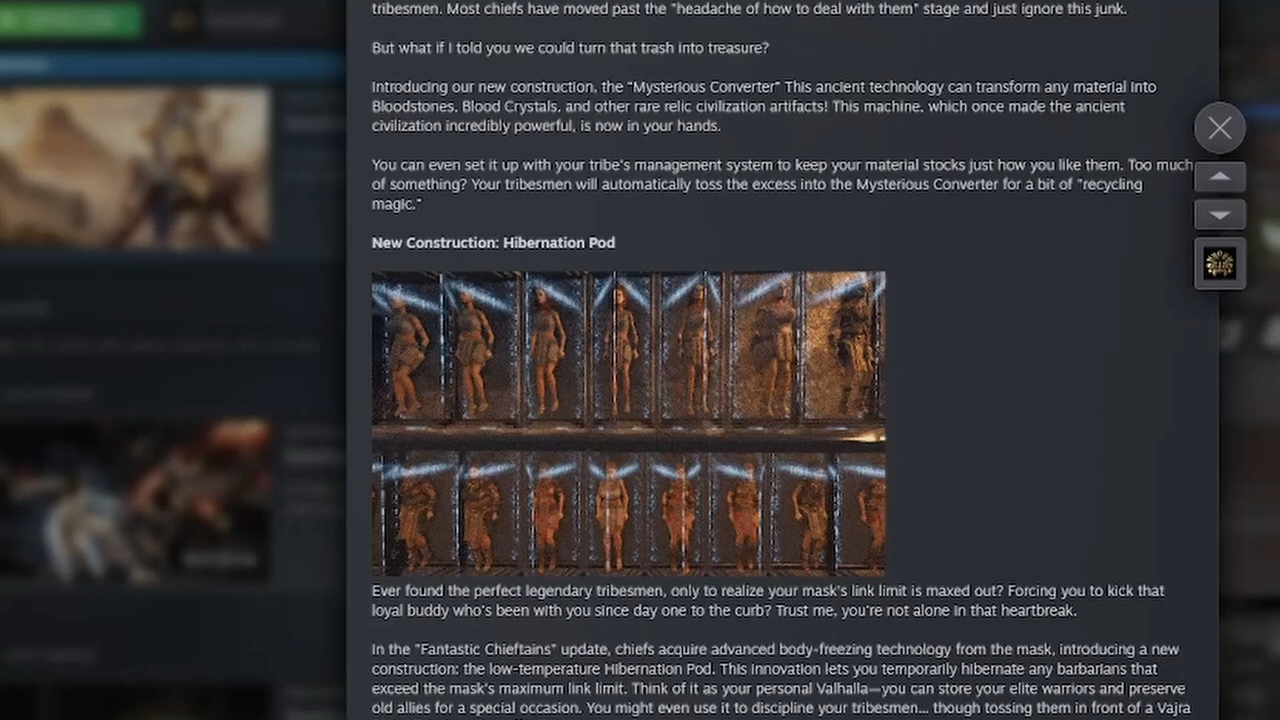 tribesmen. Most chiefs have moved past the "headache of how to deal with them" stage and just ignore this junk.
But what if I told you we could turn that trash into treasure?
Introducing our new construction, the "Mysterious Converter" This ancient technology can transform any material into
Bloodstones, Blood Crystals, and other rare relic civilization artifacts! This machine, which once made the ancient
civilization incredibly powerful, is now in your hands.
You can even set it up with your tribe's management system to keep your material stocks just how you like them. Too much
of something? Your tribesmen will automatically toss the excess into the Mysterious Converter for a bit of "recycling
magic."
New Construction: Hibernation Pod
Ever found the perfect legendary tribesmen, only to realize your mask's link limit is maxed out? Forcing you to kick that
loyal buddy who's been with you since day one to the curb? Trust me, you're not alone in that heartbreak.
In the "Fantastic Chieftains" update, chiefs acquire advanced body-freezing technology from the mask, introducing a new
construction: the low-temperature Hibernation Pod. This innovation lets you temporarily hibernate any barbarians that
exceed the mask's maximum link limit. Think of it as your personal Valhalla—you can store your elite warriors and preserve
old allies for a special occasion. You might even use it to discipline your tribesmen... though tossing them in front of a Vajra